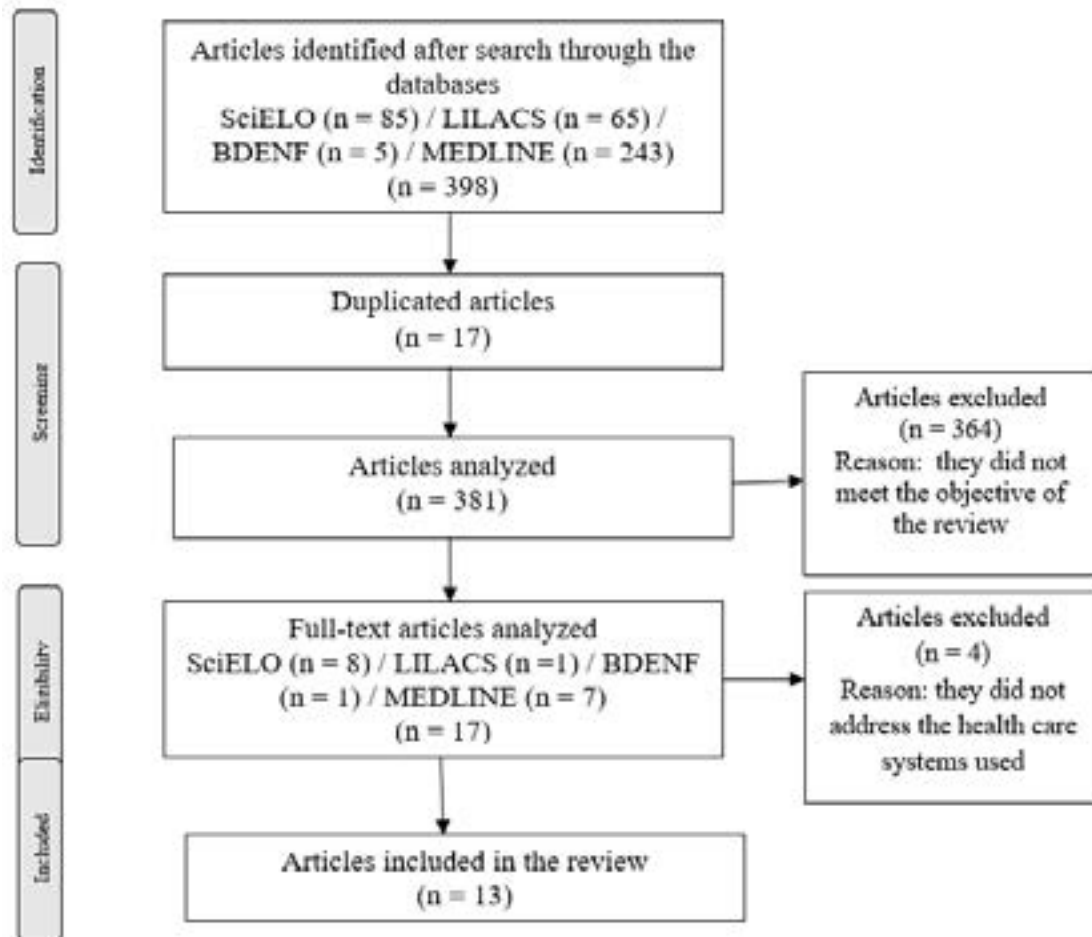 Identification
Articles identified after search through the
databases
SciELO (n = 85) / LILACS (n = 65) /
BDENF (n = 5) / MEDLINE (n = 243)
(n = 398)
Screening
Duplicated articles
(n = 17)
Articles analyzed
(n = 381)
Articles excluded
(n = 364)
Reason: they did not
meet the objective of
the review
Full-text articles analyzed
SciELO (n = 8) / LILACS (n =1) / BDENF
(n = 1) / MEDLINE (n = 7)
(n = 17)
Articles excluded
(n = 4)
Reason: they did not
address the health care
systems used
Included
Articles included in the review
(n = 13)